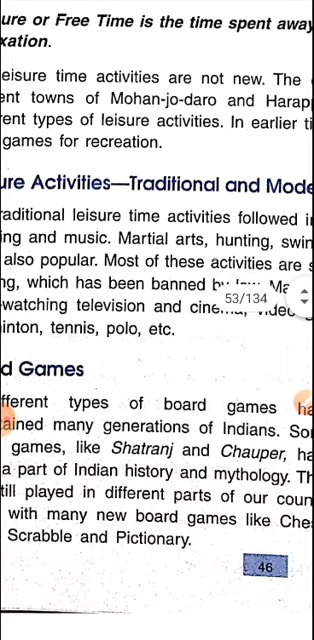 ure or Free Time is the time spent away
xation.
eisure time activities are not new. The
ent towns of Mohan-jo-daro and Harap
rent types of leisure activities. In earlier ti
games for recreation.
ure Activities—Traditional and Mode
raditional leisure time activities followed i
ing and music. Martial arts, hunting, swin
also popular. Most of these activities are s
ng, which has been banned by law. Ma
53/134
watching television and cinema, video g
inton, tennis, polo, etc.
d Games
fferent types of board games ha
tained many generations of Indians. So
games, like Shatranj and Chauper, ha
a part of Indian history and mythology. Th
till played in different parts of our coun
with many new board games like Che
Scrabble and Pictionary.
46